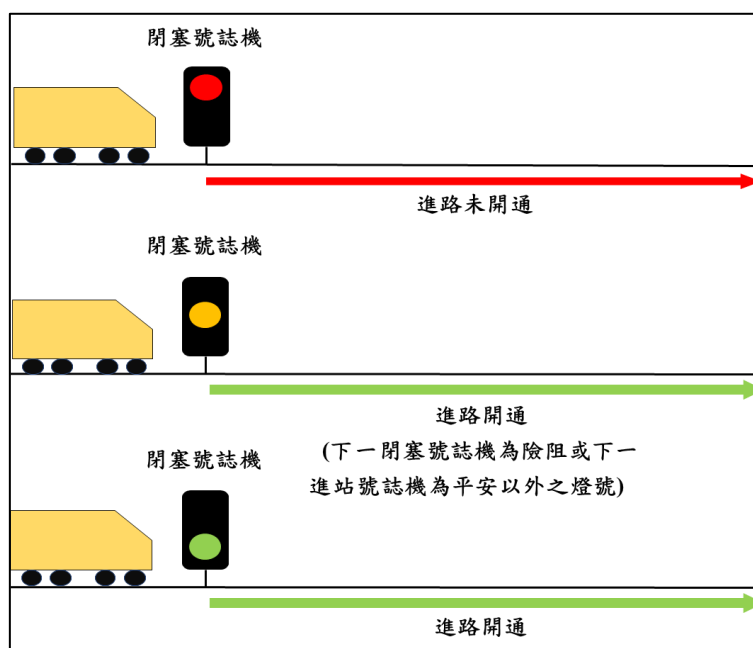 閉塞號誌機
進路未開通
閉塞號誌機
進路開通
(下一閉塞號誌機為險阻或下一
進站號誌機為平安以外之燈號)
閉塞號誌機
進路開通